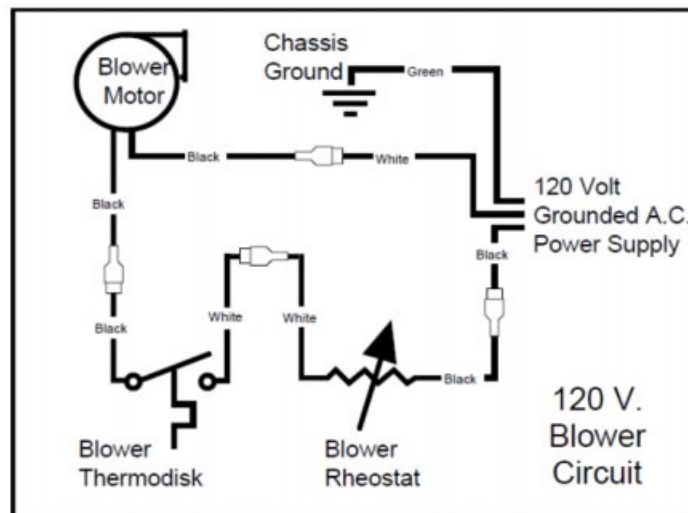 Blower
Motor
Chassis
Ground
Green
Black
White
Black
120 Volt
Grounded A.C.
Power Supply
Black
Black
White
White
Black
Blower
Thermodisk
Blower
Rheostat
120 V.
Blower
Circuit